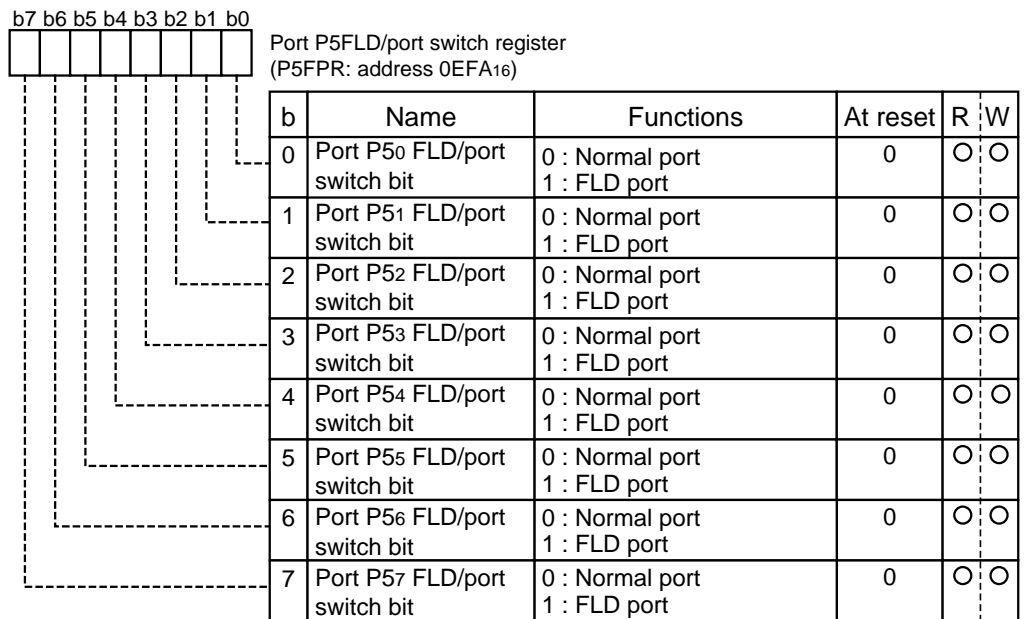 b7 b6 b5 b4 b3 b2 b1 b0
Port P5FLD/port switch register
(P5FPR: address 0EFA16)
b Name Functions At reset R W
0 Port P50 FLD/port 0 : Normal port 0 O O
switch bit 1 : FLD port
1 Port P51 FLD/port 0 : Normal port 0 O O
switch bit 1 : FLD port
2 Port P52 FLD/port 0 : Normal port 0 O O
switch bit 1 : FLD port
3 Port P53 FLD/port 0 : Normal port 0 O O
switch bit 1 : FLD port
4 Port P54 FLD/port 0 : Normal port 0 O O
switch bit 1 : FLD port
5 Port P55 FLD/port 0 : Normal port 0 O O
switch bit 1 : FLD port
6 Port P56 FLD/port 0 : Normal port 0 O O
switch bit 1 : FLD port
7 Port P57 FLD/port 0 : Normal port 0 O O
switch bit 1 : FLD port